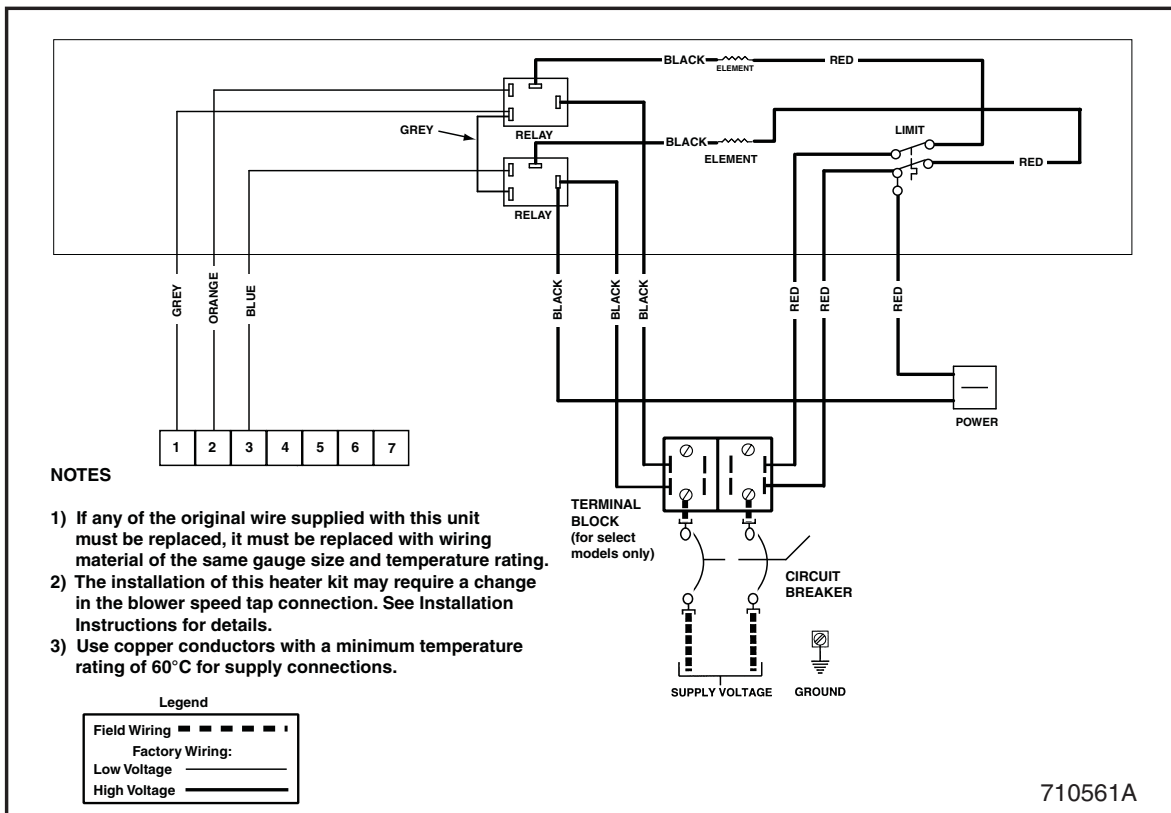 BLACK
ELEMENT
RED
RELAY
GREY
BLACK
ELEMENT
LIMIT
RED
RELAY
GREY
ORANGE
BLUE
BLACK
BLACK
BLACK
RED
RED
RED
POWER
1 2 3 4 5 6 7
NOTES
1) If any of the original wire supplied with this unit
must be replaced, it must be replaced with wiring
material of the same gauge size and temperature rating.
2) The installation of this heater kit may require a change
in the blower speed tap connection. See Installation
Instructions for details.
3) Use copper conductors with a minimum temperature
rating of 60°C for supply connections.
TERMINAL
BLOCK
(for select
models only)
CIRCUIT
BREAKER
SUPPLY VOLTAGE
GROUND
Legend
Field Wiring
Factory Wiring:
Low Voltage
High Voltage
710561A